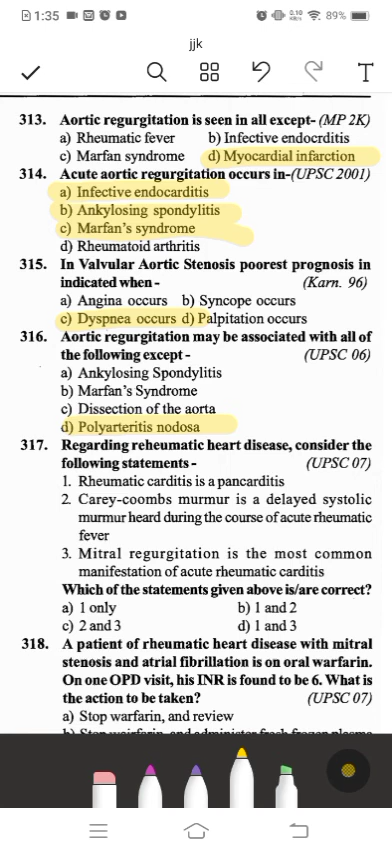 1:35
0.10
KB/s
89%
jjk
T
313. Aortic regurgitation is seen in all except- (MP 2K)
a) Rheumatic fever b) Infective endocrditis
c) Marfan syndrome d) Myocardial infarction
314. Acute aortic regurgitation occurs in-(UPSC 2001)
a) Infective endocarditis
b) Ankylosing spondylitis
c) Marfan's syndrome
d) Rheumatoid arthritis
315. In Valvular Aortic Stenosis poorest prognosis in
indicated when - (Karn. 96)
a) Angina occurs b) Syncope occurs
c) Dyspnea occurs d) Palpitation occurs
316. Aortic regurgitation may be associated with all of
the following except - (UPSC 06)
a) Ankylosing Spondylitis
b) Marfan's Syndrome
c) Dissection of the aorta
d) Polyarteritis nodosa
317. Regarding reheumatic heart disease, consider the
following statements - (UPSC 07)
1. Rheumatic carditis is a pancarditis
2. Carey-coombs murmur is a delayed systolic
murmur heard during the course of acute rheumatic
fever
3. Mitral regurgitation is the most common
manifestation of acute rheumatic carditis
Which of the statements given above is/are correct?
a) 1 only b) 1 and 2
c) 2 and 3 d) 1 and 3
318. A patient of rheumatic heart disease with mitral
stenosis and atrial fibrillation is on oral warfarin.
On one OPD visit, his INR is found to be 6. What is
the action to be taken? (UPSC 07)
a) Stop warfarin, and review